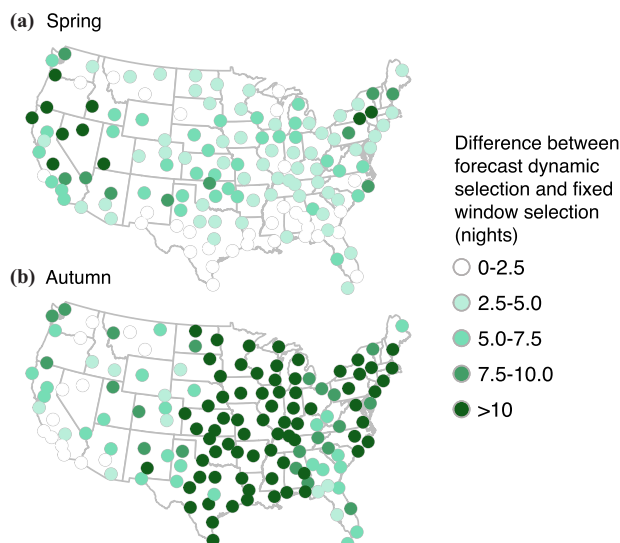 (a) Spring
Difference between
forecast dynamic
selection and fixed
window selection
(nights)
0-2.5
2.5-5.0
5.0-7.5
7.5-10.0
>10
(b) Autumn